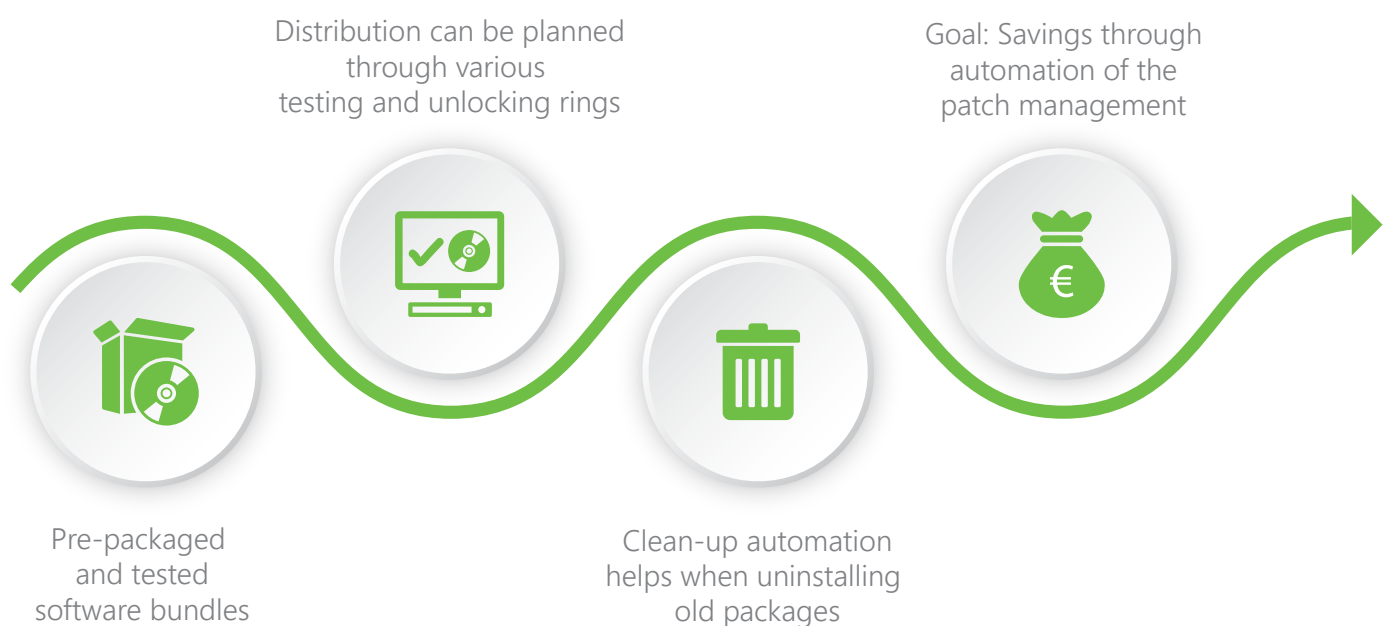 Pre-packaged
and tested
software bundles
Distribution can be planned
through various
testing and unlocking rings
Clean-up automation
helps when uninstalling
old packages
Goal: Savings through
automation of the
patch management
€